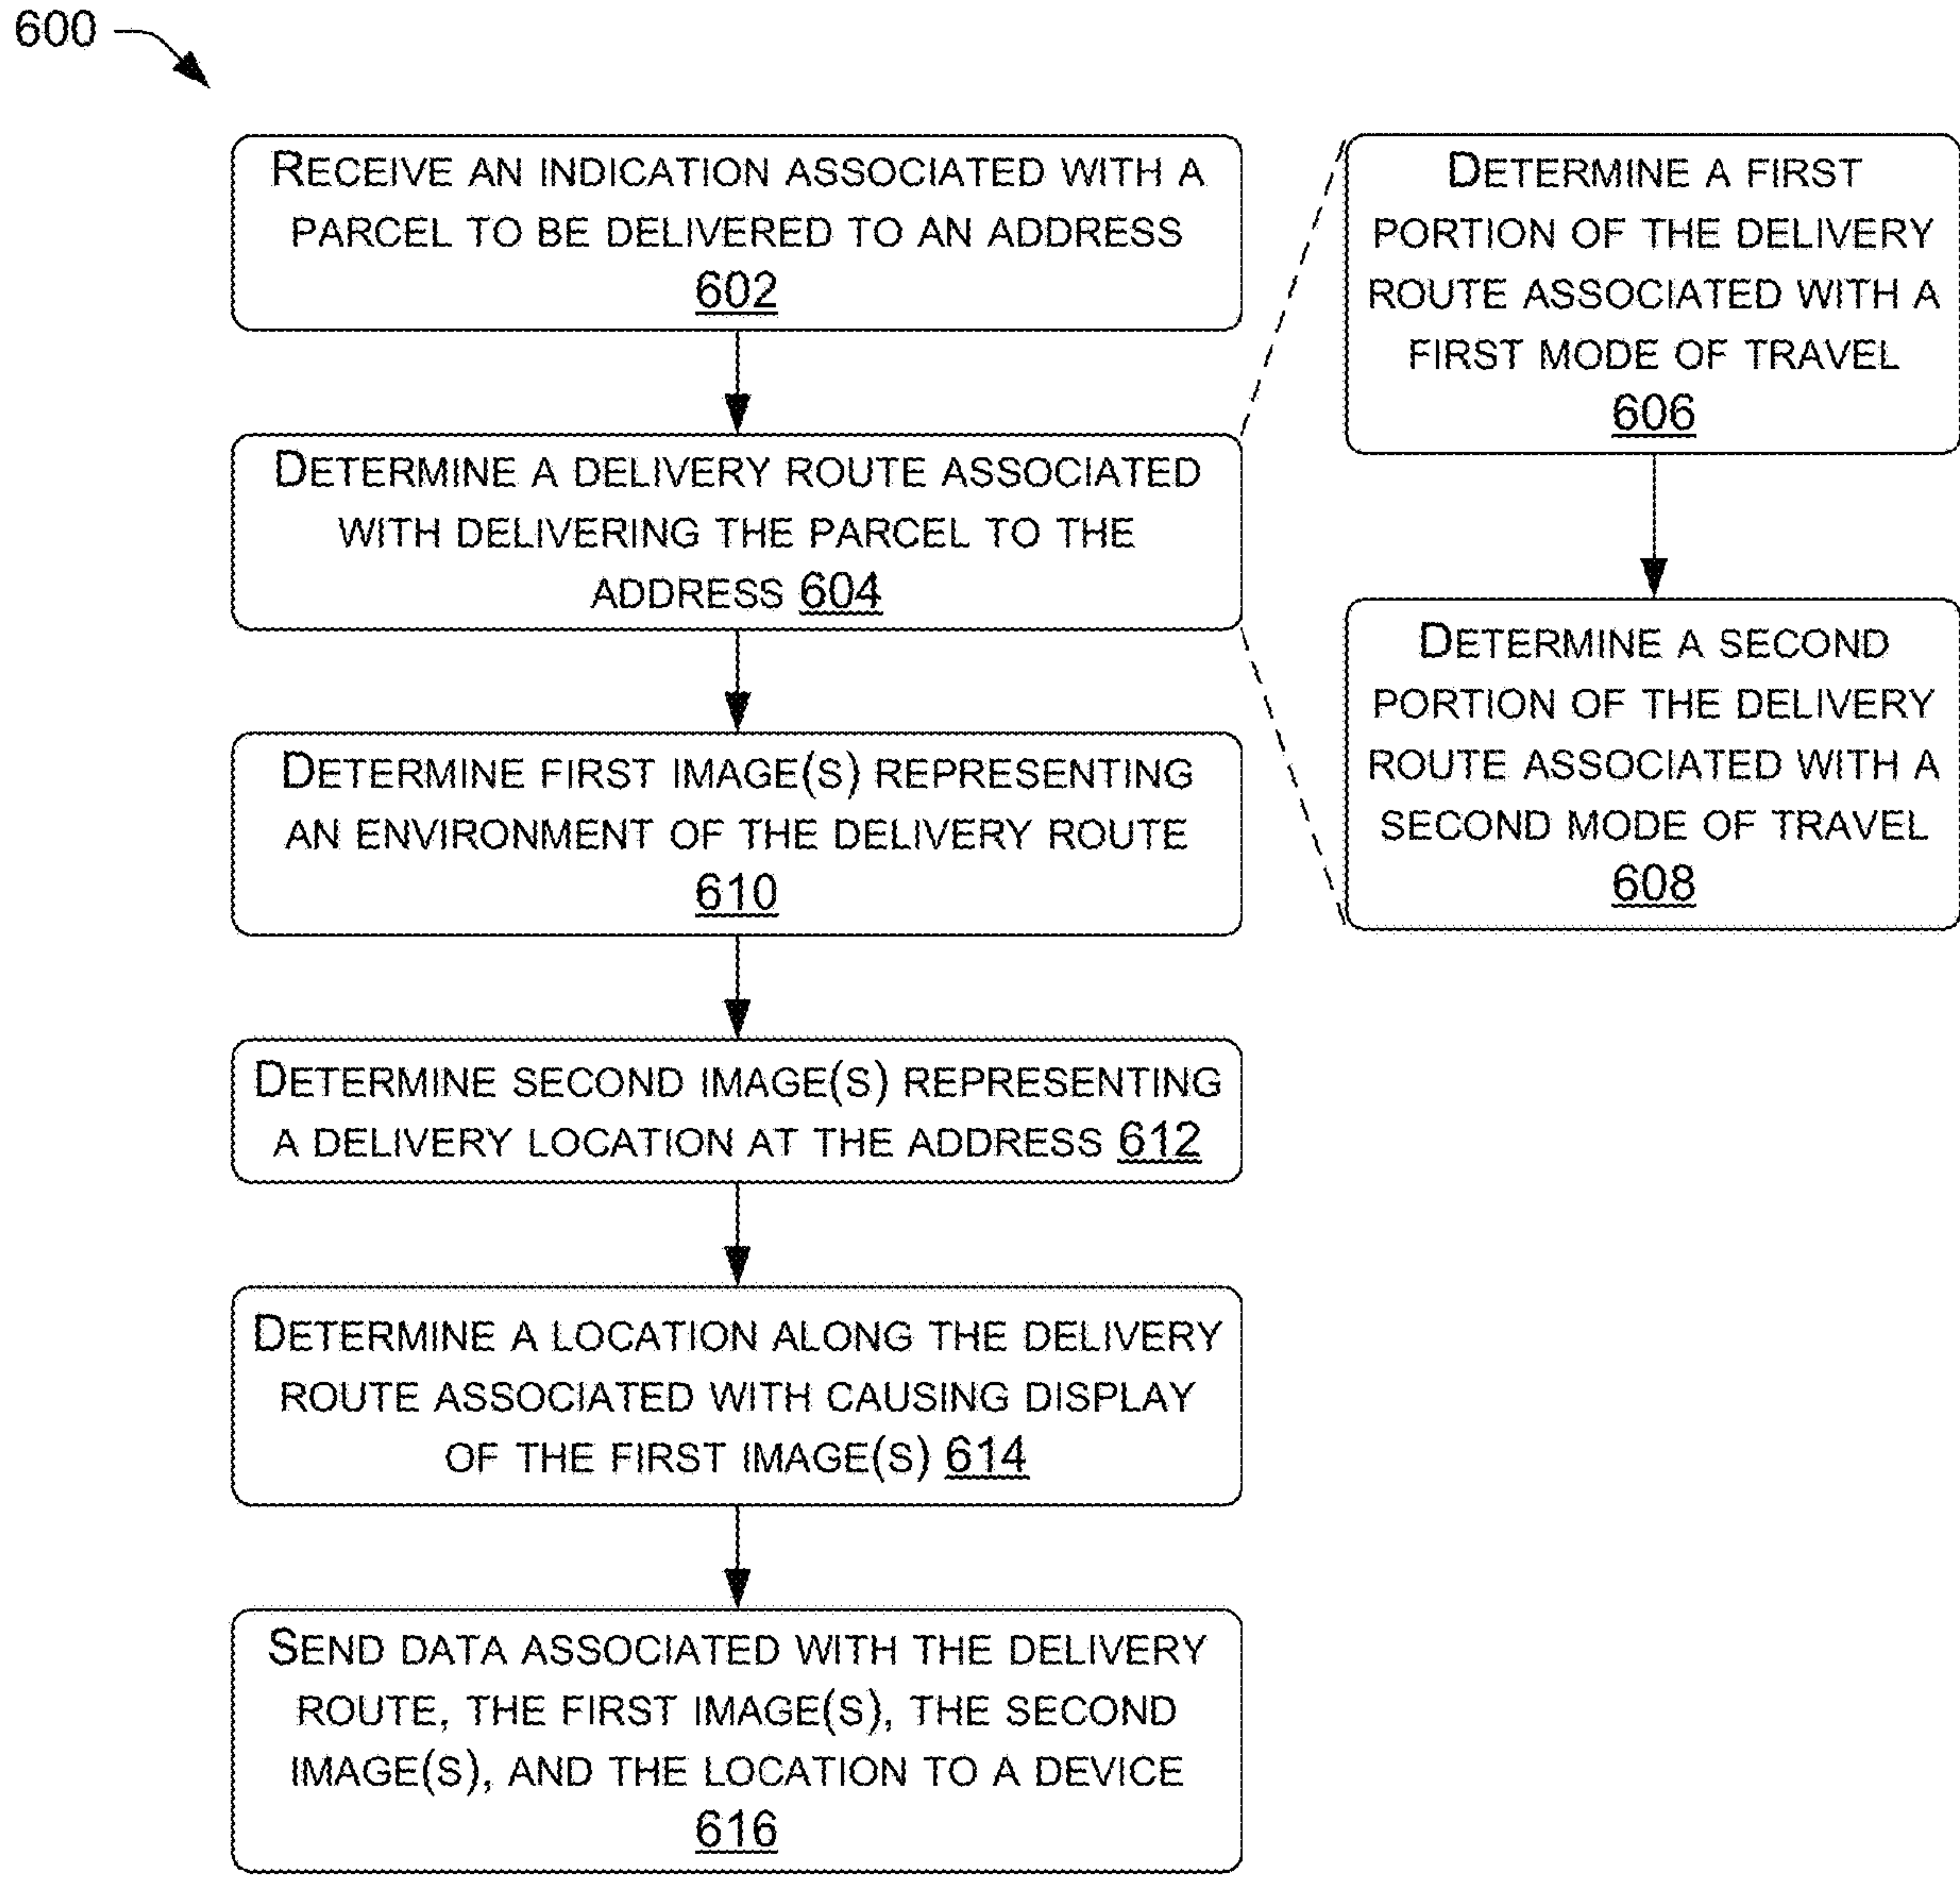 600
RECEIVE AN INDICATION ASSOCIATED WITH A
PARCEL TO BE DELIVERED TO AN ADDRESS
602
DETERMINE A DELIVERY ROUTE ASSOCIATED
WITH DELIVERING THE PARCEL TO THE
ADDRESS 604
DETERMINE A FIRST
PORTION OF THE DELIVERY
ROUTE ASSOCIATED WITH A
FIRST MODE OF TRAVEL
606
DETERMINE A SECOND
PORTION OF THE DELIVERY
ROUTE ASSOCIATED WITH A
SECOND MODE OF TRAVEL
608
DETERMINE FIRST IMAGE(S) REPRESENTING
AN ENVIRONMENT OF THE DELIVERY ROUTE
610
DETERMINE SECOND IMAGE(S) REPRESENTING
A DELIVERY LOCATION AT THE ADDRESS 612
DETERMINE A LOCATION ALONG THE DELIVERY
ROUTE ASSOCIATED WITH CAUSING DISPLAY
OF THE FIRST IMAGE(S) 614
SEND DATA ASSOCIATED WITH THE DELIVERY
ROUTE, THE FIRST IMAGE(S), THE SECOND
IMAGE(S), AND THE LOCATION TO A DEVICE
616